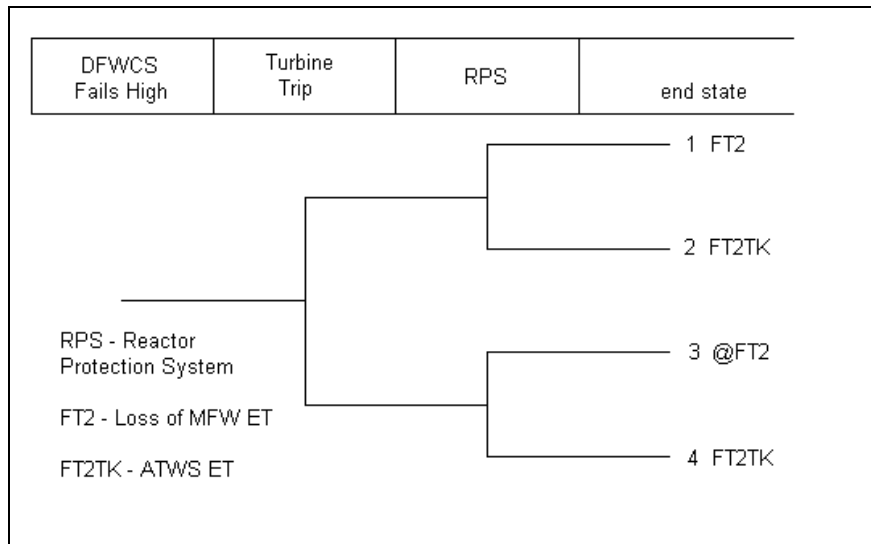 DFWCS
Fails High
Turbine
Trip
RPS
end state
1 FT2
2 FT2TK
3 @FT2
4 FT2TK
RPS - Reactor
Protection System
FT2 - Loss of MFW ET
FT2TK - ATWS ET